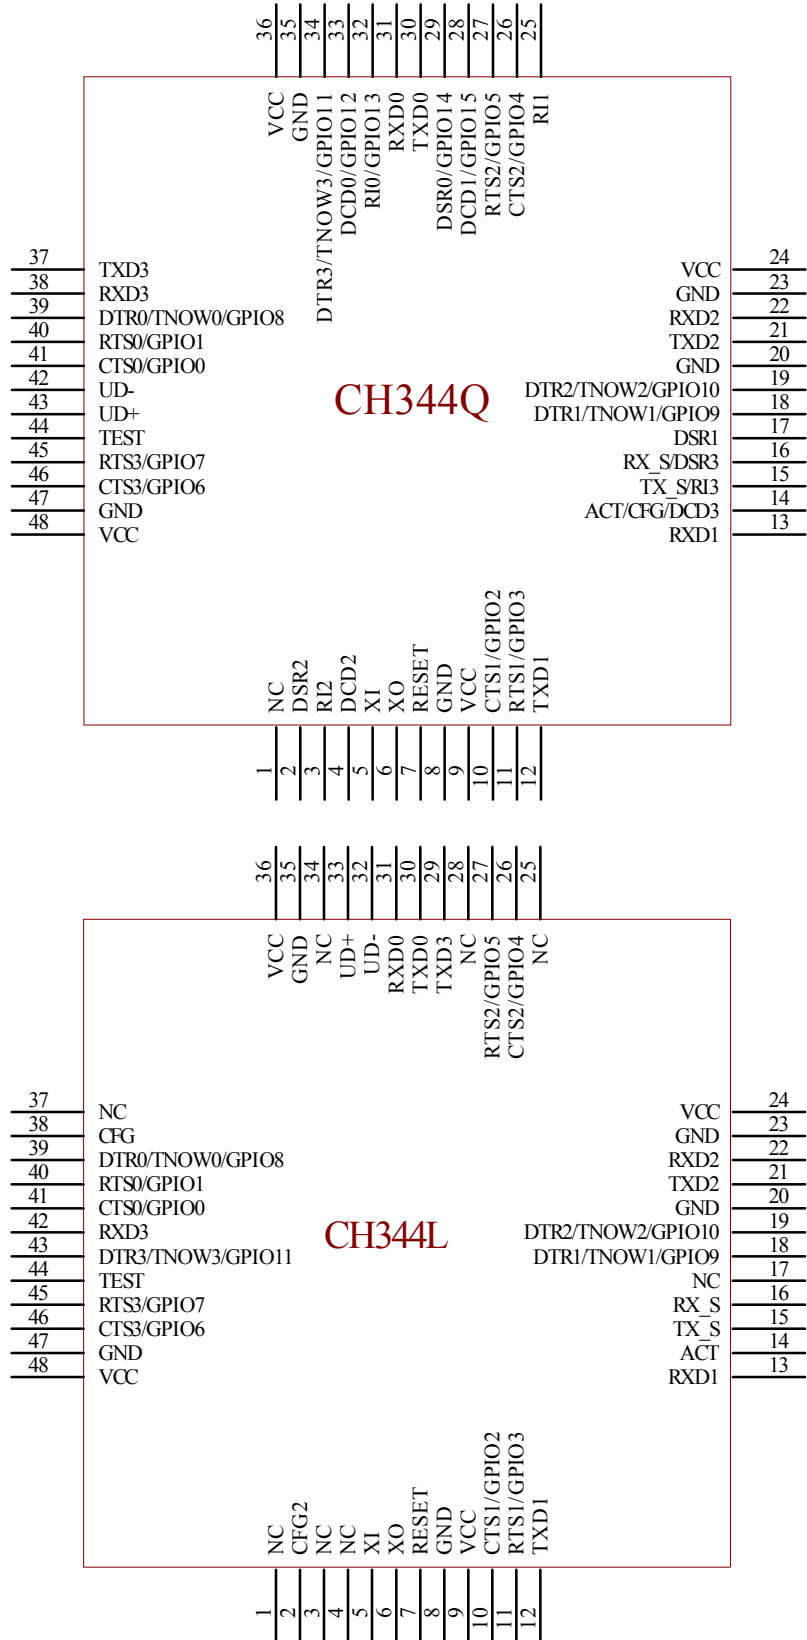 36
35
34
33
32
31
30
29
28
27
26
25
VCC
GND
DTR3/TNOW3/GPIO11
DCD0/GPIO12
RI0/GPIO13
RXD0
TXD0
DSR0/GPIO14
DCD1/GPIO15
RTS2/GPIO5
CTS2/GPIO4
RI1
37 TXD3
38 RXD3
39 DTR0/TNOW0/GPIO8
40 RTS0/GPIO1
41 CTS0/GPIO0
42 UD-
43 UD+
44 TEST
45 RTS3/GPIO7
46 CTS3/GPIO6
47 GND
48 VCC
CH344Q
VCC 24
GND 23
RXD2 22
TXD2 21
GND 20
DTR2/TNOW2/GPIO10 19
DTR1/TNOW1/GPIO9 18
DSR1 17
RX_S/DSR3 16
TX_S/RI3 15
ACT/CFG/DCD3 14
RXD1 13
NC
DSR2
RI2
DCD2
XI
XO
RESET
GND
VCC
CTS1/GPIO2
RTS1/GPIO3
TXD1
1
2
3
4
5
6
7
8
9
10
11
12
36
35
34
33
32
31
30
29
28
27
26
25
VCC
GND
NC
UD+
UD-
RXD0
TXD0
TXD3
NC
RTS2/GPIO5
CTS2/GPIO4
NC
37 NC
38 CFG
39 DTR0/TNOW0/GPIO8
40 RTS0/GPIO1
41 CTS0/GPIO0
42 RXD3
43 DTR3/TNOW3/GPIO11
44 TEST
45 RTS3/GPIO7
46 CTS3/GPIO6
47 GND
48 VCC
CH344L
VCC 24
GND 23
RXD2 22
TXD2 21
GND 20
DTR2/TNOW2/GPIO10 19
DTR1/TNOW1/GPIO9 18
NC 17
RX_S 16
TX_S 15
ACT 14
RXD1 13
NC
CFG2
NC
NC
XI
XO
RESET
GND
VCC
CTS1/GPIO2
RTS1/GPIO3
TXD1
1
2
3
4
5
6
7
8
9
10
11
12